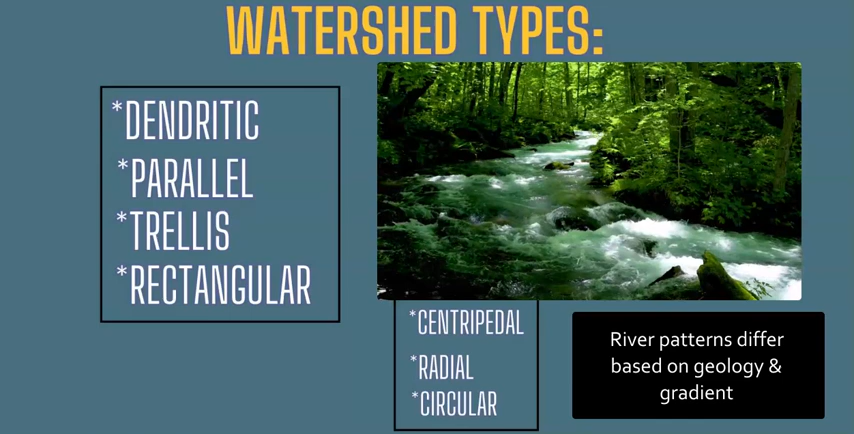 WATERSHED TYPES:
*DENDRITIC
*PARALLEL
*TRELLIS
*RECTANGULAR
*CENTRIPEDAL
*RADIAL
*CIRCULAR
River patterns differ
based on geology &
gradient